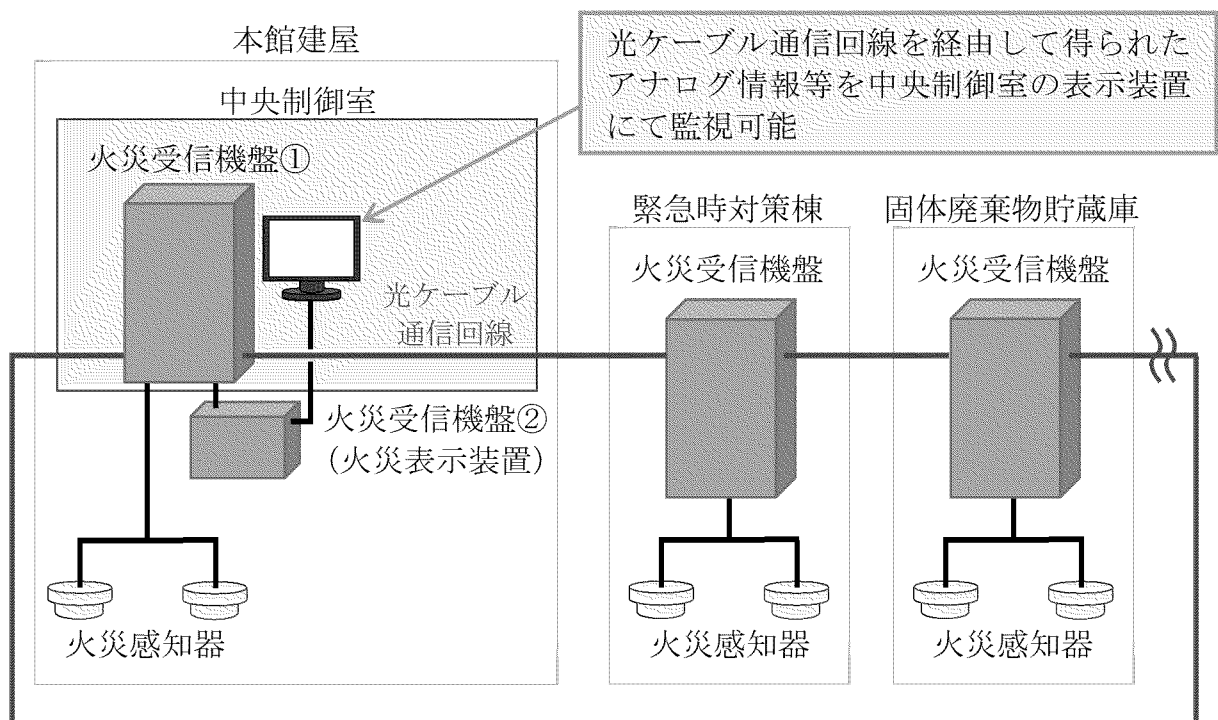 本館建屋
中央制御室
光ケーブル通信回線を経由して得られた
アナログ情報等を中央制御室の表示装置
にて監視可能
火災受信機盤①
光ケーブル
通信回線
火災受信機盤②
(火災表示装置)
火災感知器
緊急時対策棟
火災受信機盤
火災感知器
固体廃棄物貯蔵庫
火災受信機盤
火災感知器